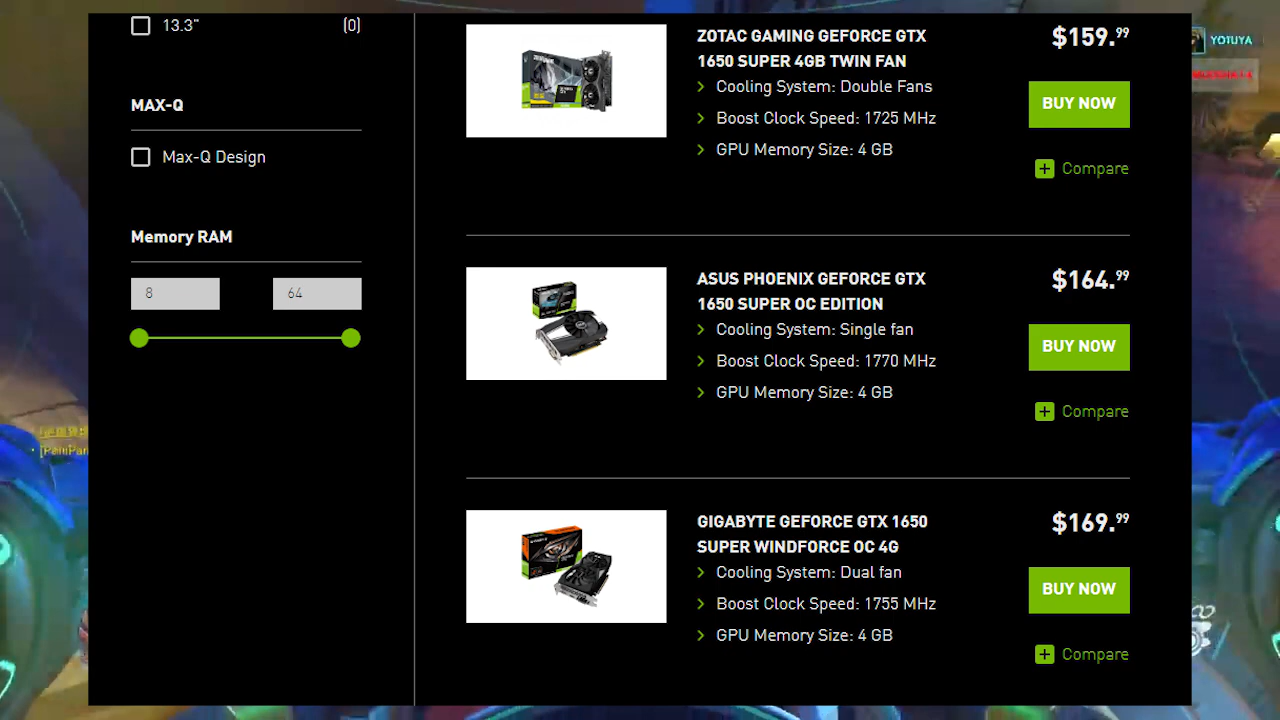 13.3" (0)
MAX-Q
Max-Q Design
Memory RAM
8 64
ZOTAC GAMING GEFORCE GTX
1650 SUPER 4GB TWIN FAN
Cooling System: Double Fans
Boost Clock Speed: 1725 MHz
GPU Memory Size: 4 GB
$159.99
BUY NOW
Compare
ASUS PHOENIX GEFORCE GTX
1650 SUPER OC EDITION
Cooling System: Single fan
Boost Clock Speed: 1770 MHz
GPU Memory Size: 4 GB
$164.99
BUY NOW
Compare
GIGABYTE GEFORCE GTX 1650
SUPER WINDFORCE OC 4G
Cooling System: Dual fan
Boost Clock Speed: 1755 MHz
GPU Memory Size: 4 GB
$169.99
BUY NOW
Compare
YOTUYA